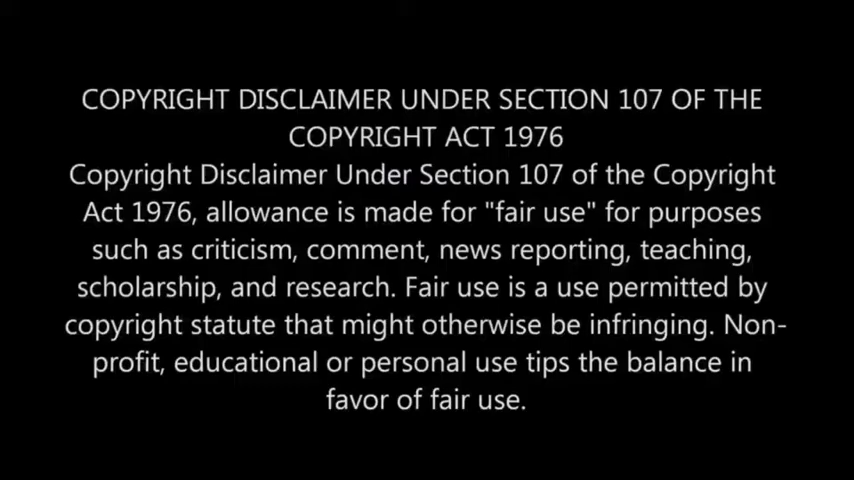 COPYRIGHT DISCLAIMER UNDER SECTION 107 OF THE
COPYRIGHT ACT 1976
Copyright Disclaimer Under Section 107 of the Copyright
Act 1976, allowance is made for "fair use" for purposes
such as criticism, comment, news reporting, teaching,
scholarship, and research. Fair use is a use permitted by
copyright statute that might otherwise be infringing. Non-
profit, educational or personal use tips the balance in
favor of fair use.